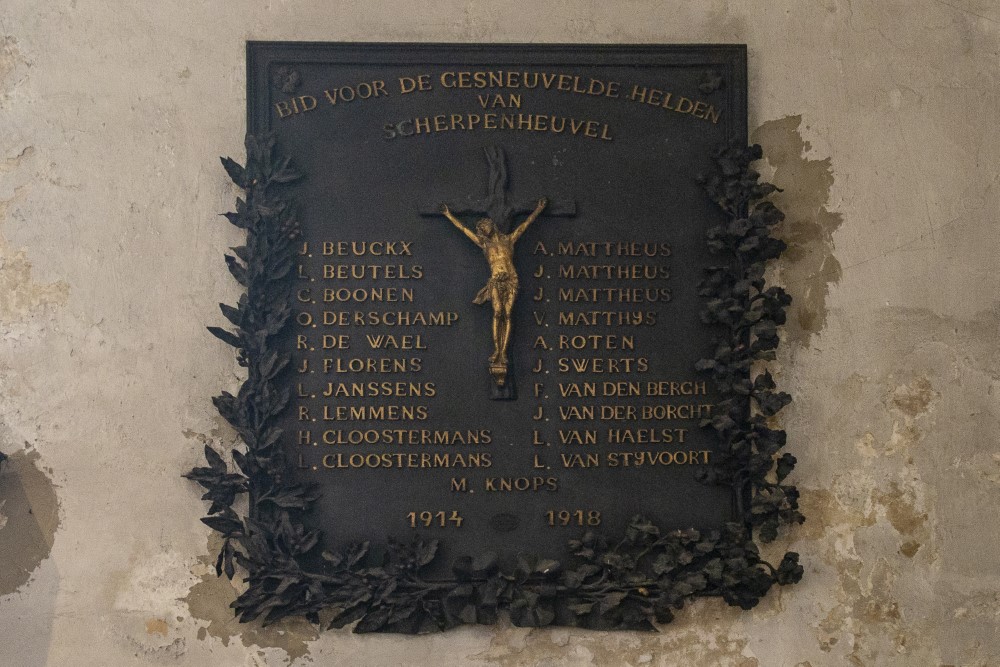 BID VOOR DE GESNEUVELDE HELDEN
VAN
SCHERPENHEUVEL
J. BEUCKX
L. BEUTELS
C. BOONEN
O. DERSCHAMP
R. DE WAEL
J. FLORENS
L. JANSSENS
R. LEMMENS
H. CLOOSTERMANS
L. CLOOSTERMANS
A. MATTHEUS
J. MATTHEUS
J. MATTHEUS
V. MATTHYS
A. ROTEN
J. SWERTS
F. VAN DEN BERGH
J. VAN DER BORCHT
L. VAN HAELST
L. VAN STYVOORT
M. KNOPS
1914 1918